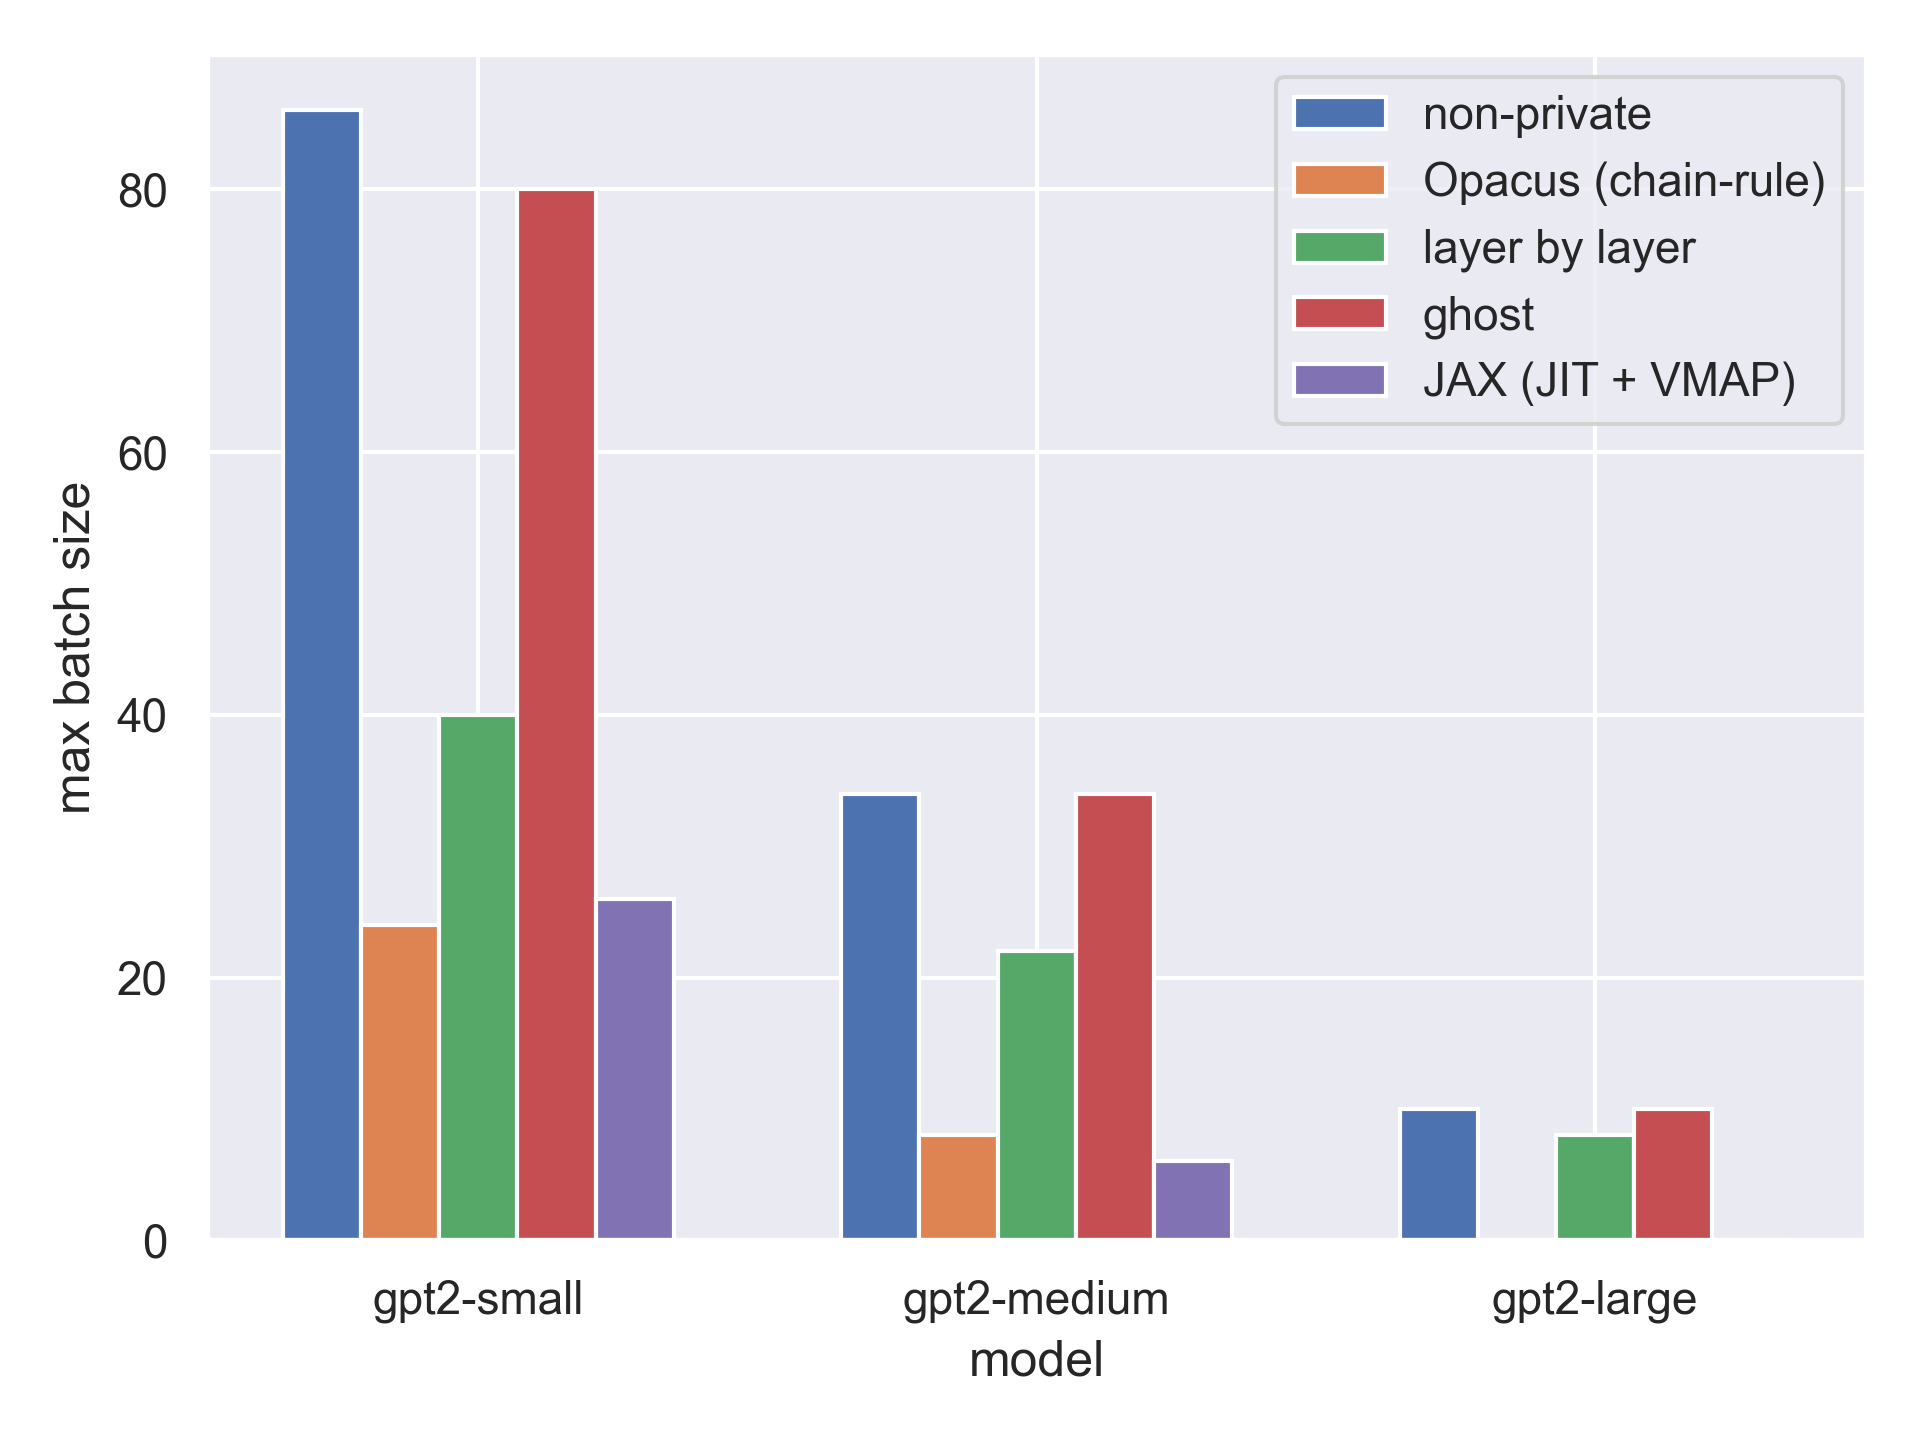 non-private
Opacus (chain-rule)
layer by layer
ghost
JAX (JIT + VMAP)
max batch size
80
60
40
20
0
gpt2-small
gpt2-medium
gpt2-large
model